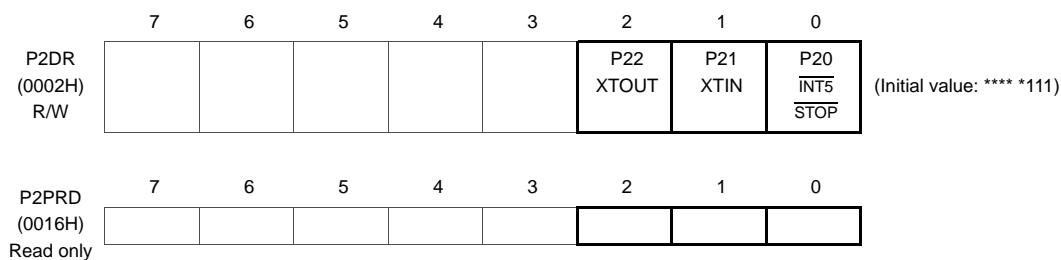 7 6 5 4 3 2 1 0
P2DR
(0002H)
R/W
P22
XTOUT
P21
XTIN
P20
INT5
STOP
(Initial value: **** *111)
P2PRD
(0016H)
Read only
7 6 5 4 3 2 1 0